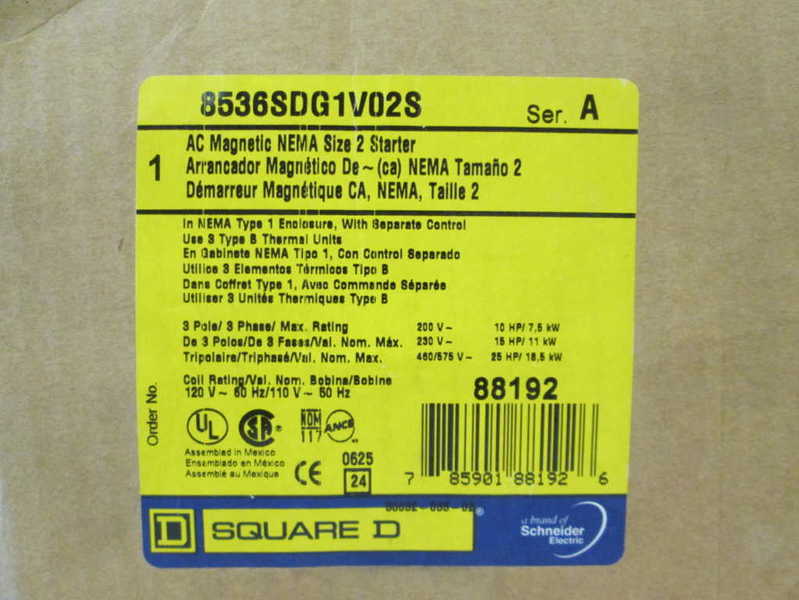 8536SDG1V02S Ser. A
1
AC Magnetic NEMA Size 2 Starter
Arrancador Magnético De ~ (ca) NEMA Tamaño 2
Démarreur Magnétique CA, NEMA, Taille 2
In NEMA Type 1 Enclosure, With Separate Control
Use 3 Type B Thermal Units
En Gabinete NEMA Tipo 1, Con Control Separado
Utilice 3 Elementos Térmicos Tipo B
Dans Coffret Type 1, Avec Commande Séparée
Utiliser 3 Unités Thermiques Type B
3 Pole/ 3 Phase/ Max. Rating 200 V~ 10 HP/ 7,5 kW
De 3 Polos/De 3 Fases/Val. Nom. Máx. 230 V~ 15 HP/ 11 kW
Tripolaire/Triphasé/Val. Nom. Max. 460/575 V~ 25 HP/ 18,5 kW
Coil Rating/Val. Nom. Bobina/Bobine
120 V~ 60 Hz/110 V~ 50 Hz
88192
Order No.
UL SA NOM 117 ANCE
Assembled in Mexico
Ensamblado en México
Assemblé au Mexique
CE
0625
24
7 85901 88192 6
D SQUARE D
a brand of
Schneider
Electric